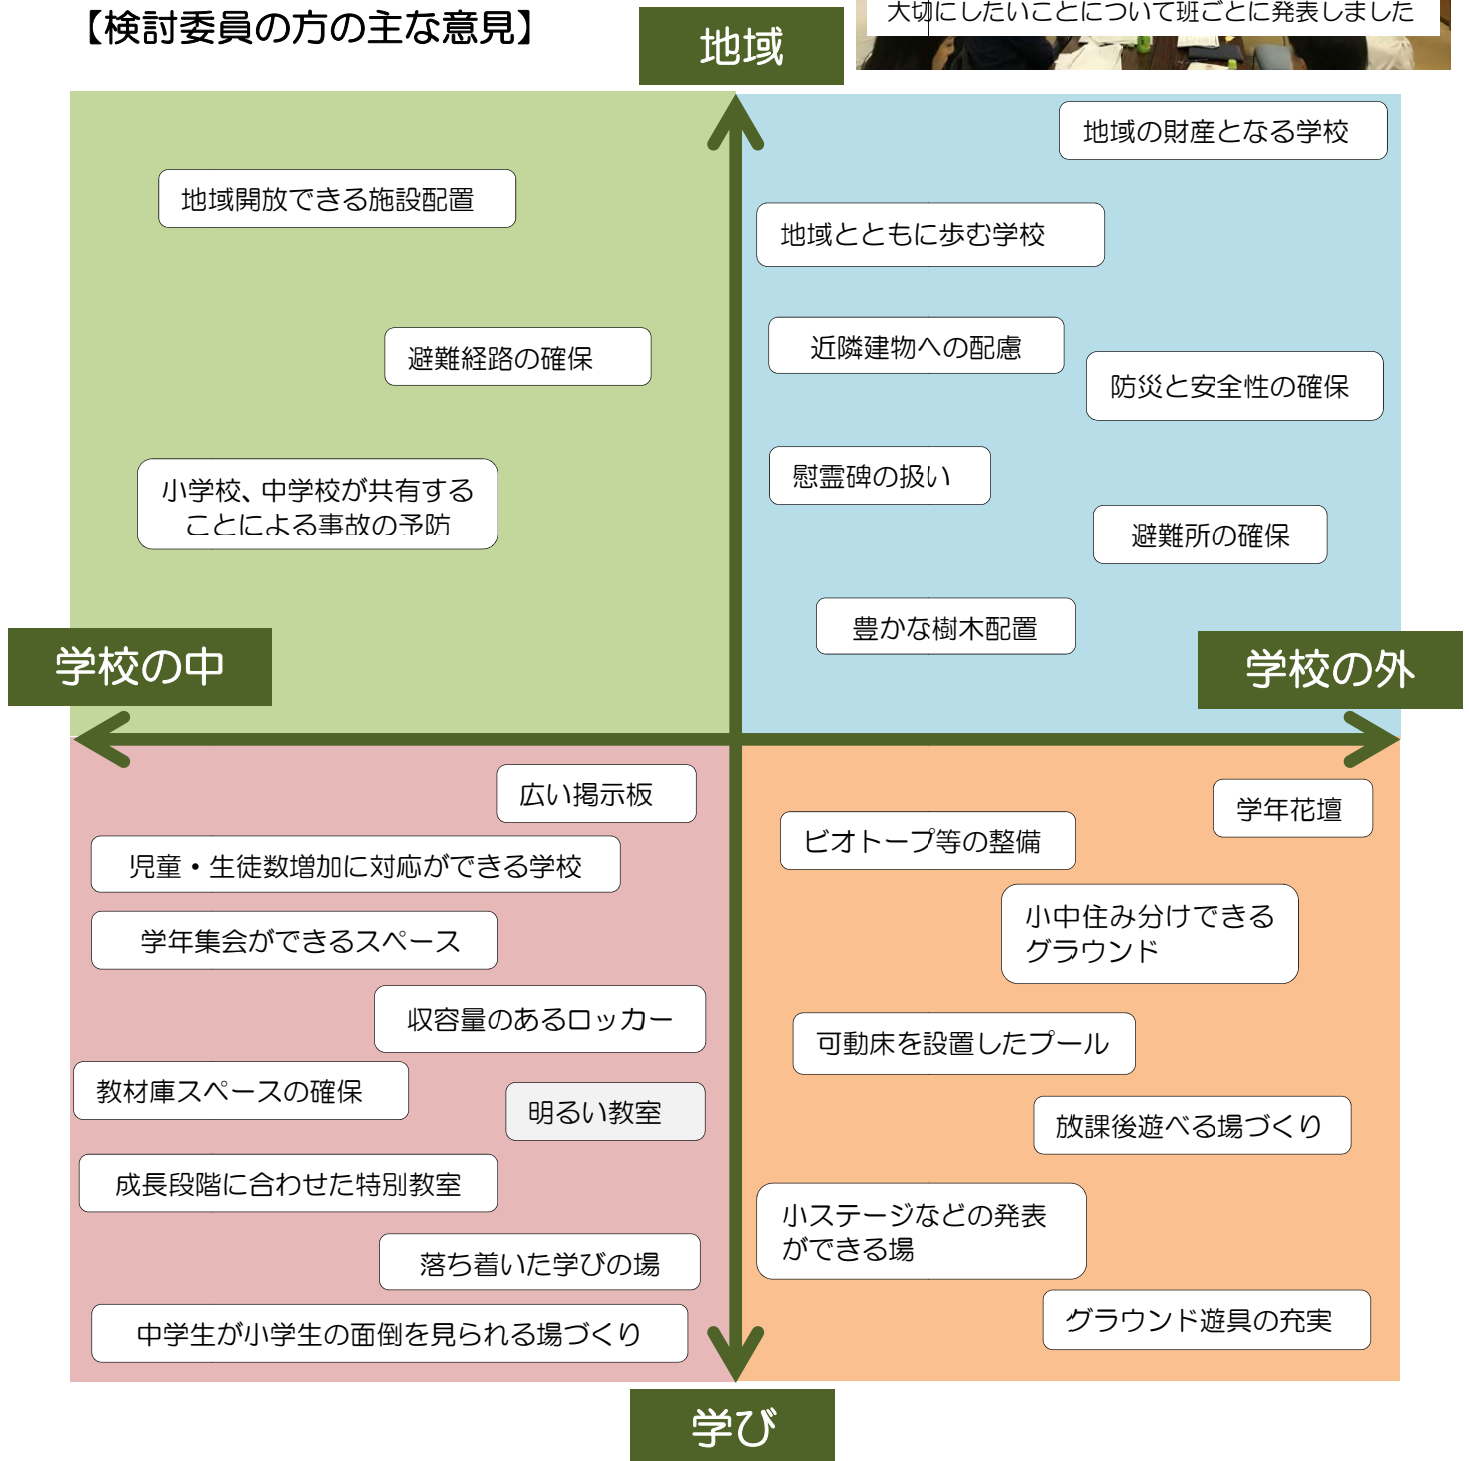 【検討委員の方の主な意見】
大切にしたいことについて班ごとに発表しました
地域
地域開放できる施設配置
避難経路の確保
小学校、中学校が共有する
ことによる事故の予防
地域の財産となる学校
地域とともに歩む学校
近隣建物への配慮
防災と安全性の確保
慰霊碑の扱い
避難所の確保
豊かな樹木配置
学校の中
学校の外
広い掲示板
児童・生徒数増加に対応ができる学校
学年集会ができるスペース
収容量のあるロッカー
教材庫スペースの確保
明るい教室
成長段階に合わせた特別教室
落ち着いた学びの場
中学生が小学生の面倒を見られる場づくり
学年花壇
ビオトープ等の整備
小中住み分けできる
グラウンド
可動床を設置したプール
放課後遊べる場づくり
小ステージなどの発表
ができる場
グラウンド遊具の充実
学び